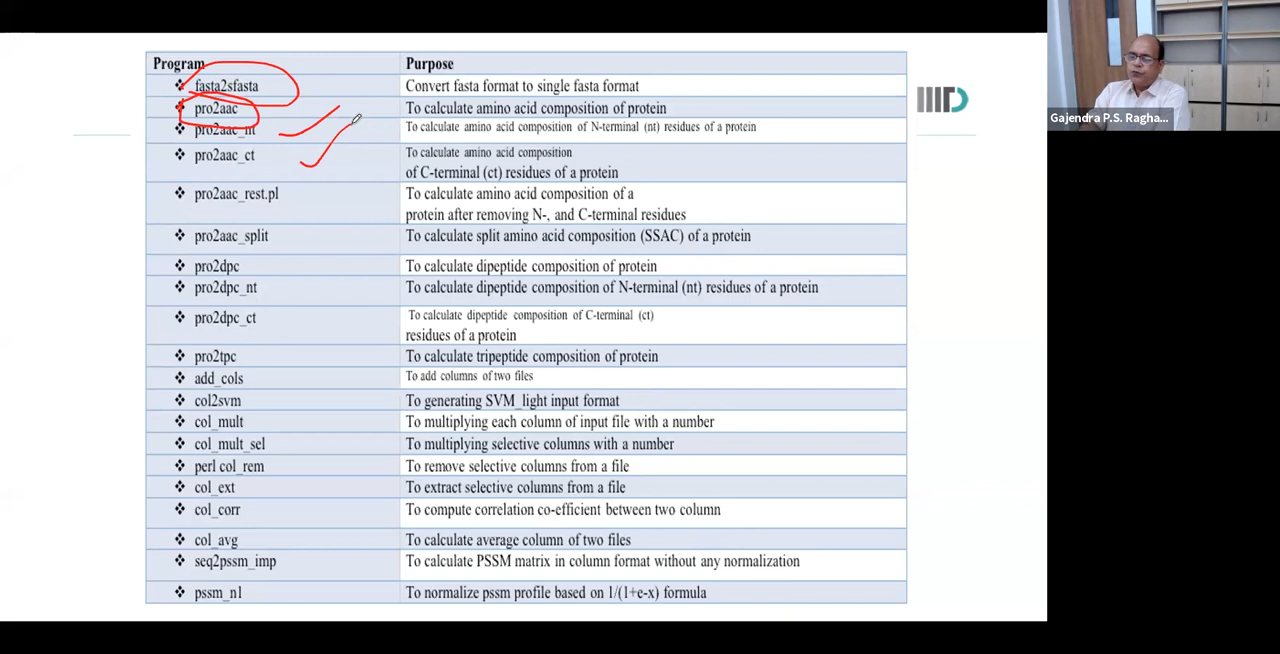 Program Purpose
❖ fasta2sfasta Convert fasta format to single fasta format
❖ pro2aac To calculate amino acid composition of protein
❖ pro2aac_nt To calculate amino acid composition of N-terminal (nt) residues of a protein
❖ pro2aac_ct To calculate amino acid composition
of C-terminal (ct) residues of a protein
❖ pro2aac_rest.pl To calculate amino acid composition of a
protein after removing N-, and C-terminal residues
❖ pro2aac_split To calculate split amino acid composition (SSAC) of a protein
❖ pro2dpc To calculate dipeptide composition of protein
❖ pro2dpc_nt To calculate dipeptide composition of N-terminal (nt) residues of a protein
❖ pro2dpc_ct To calculate dipeptide composition of C-terminal (ct)
residues of a protein
❖ pro2tpc To calculate tripeptide composition of protein
❖ add_cols To add columns of two files
❖ col2svm To generating SVM_light input format
❖ col_mult To multiplying each column of input file with a number
❖ col_mult_sel To multiplying selective columns with a number
❖ perl col_rem To remove selective columns from a file
❖ col_ext To extract selective columns from a file
❖ col_corr To compute correlation co-efficient between two column
❖ col_avg To calculate average column of two files
❖ seq2pssm_imp To calculate PSSM matrix in column format without any normalization
❖ pssm_n1 To normalize pssm profile based on 1/(1+e-x) formula
IIITD
Gajendra P.S. Ragha...